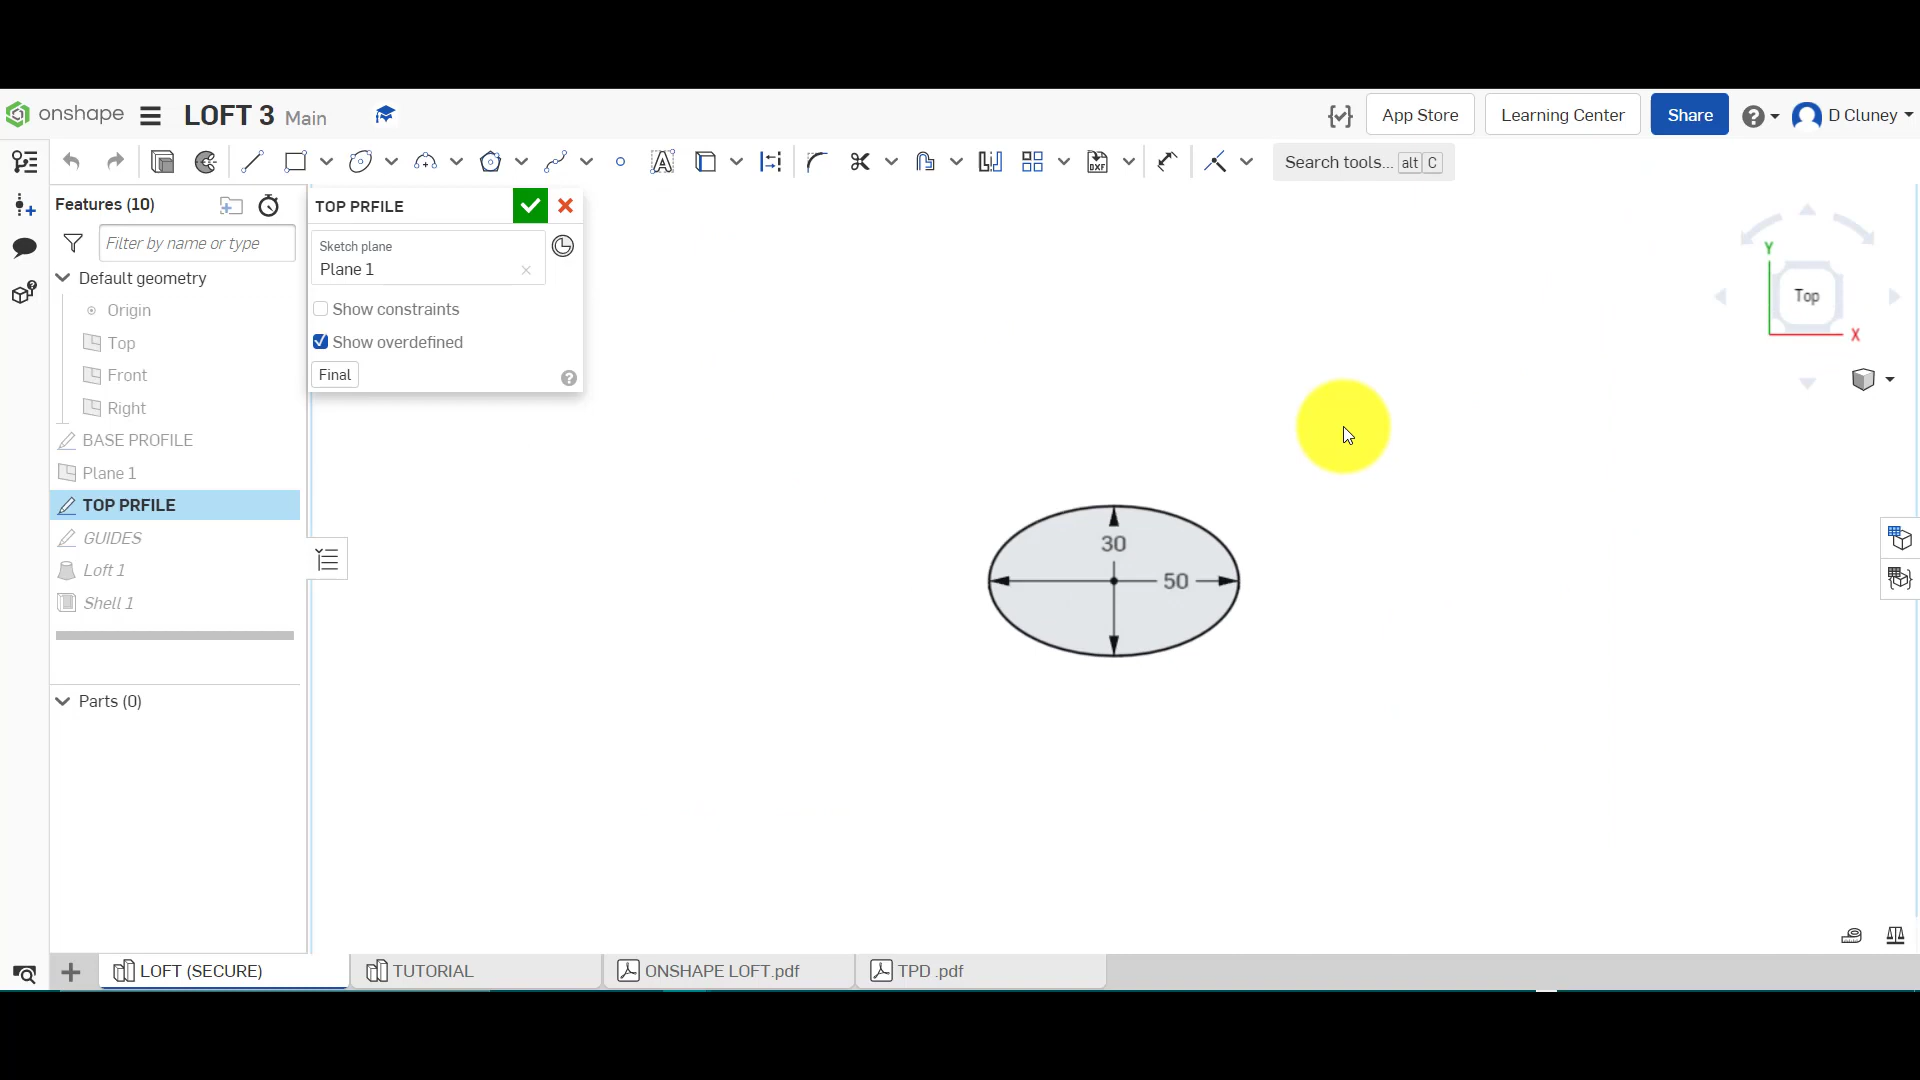 onshape LOFT 3 Main App Store Learning Center Share D Cluney
Search tools... alt C
Features (10)
Filter by name or type
Default geometry
Origin
Top
Front
Right
BASE PROFILE
Plane 1
TOP PRFILE
GUIDES
Loft 1
Shell 1
Parts (0)
TOP PRFILE
Sketch plane
Plane 1
Show constraints
Show overdefined
Final
30
50
Y
Top
X
LOFT (SECURE) TUTORIAL ONSHAPE LOFT.pdf TPD .pdf